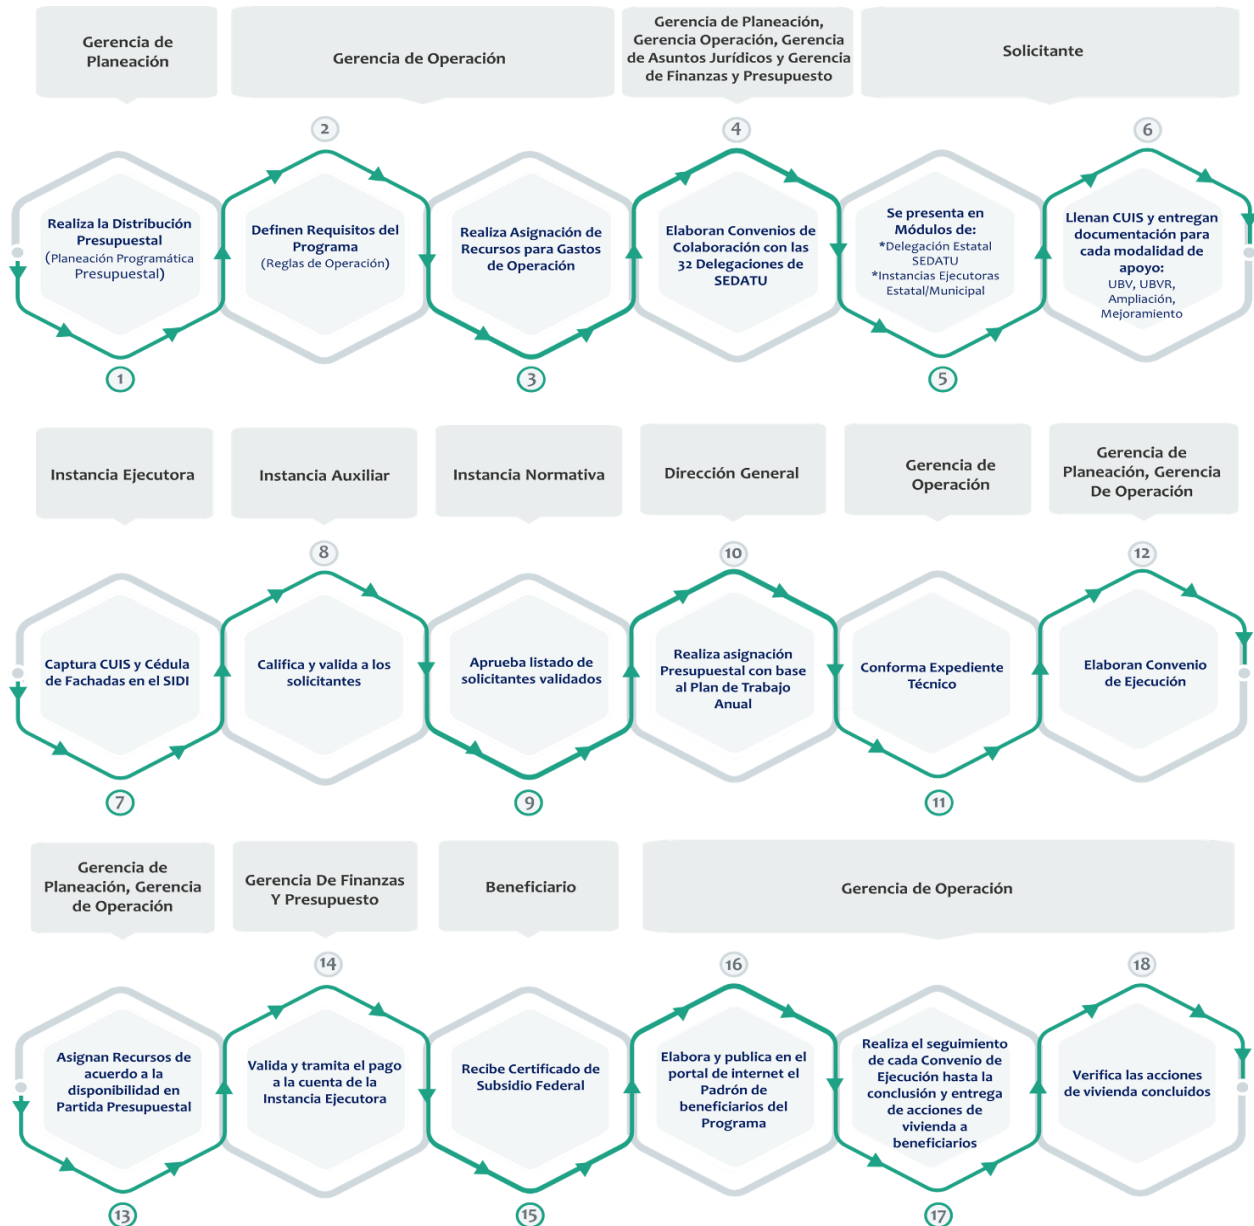 Gerencia de
Planeación
Gerencia de Operación
Gerencia de Planeación,
Gerencia Operación, Gerencia
de Asuntos Jurídicos y Gerencia
de Finanzas y Presupuesto
Solicitante
2
4
6
Realiza la Distribución
Presupuestal
(Planeación Programática
Presupuestal)
Definen Requisitos del
Programa
(Reglas de Operación)
Realiza Asignación de
Recursos para Gastos
de Operación
Elaboran Convenios de
Colaboración con las
32 Delegaciones de
SEDATU
Se presenta en
Módulos de:
*Delegación Estatal
SEDATU
*Instancias Ejecutoras
Estatal/Municipal
Llenan CUIS y entregan
documentación para
cada modalidad de
apoyo:
UBV, UBVR,
Ampliación,
Mejoramiento
1
3
5
Instancia Ejecutora
Instancia Auxiliar
Instancia Normativa
Dirección General
Gerencia de
Operación
Gerencia de
Planeación, Gerencia
De Operación
8
10
12
Captura CUIS y Cédula
de Fachadas en el SIDI
Califica y valida a los
solicitantes
Aprueba listado de
solicitantes validados
Realiza asignación
Presupuestal con base
al Plan de Trabajo
Anual
Conforma Expediente
Técnico
Elaboran Convenio
de Ejecución
7
9
11
Gerencia de
Planeación, Gerencia
de Operación
Gerencia De Finanzas
Y Presupuesto
Beneficiario
Gerencia de Operación
14
16
18
Asignan Recursos de
acuerdo a la
disponibilidad en
Partida Presupuestal
Valida y tramita el pago
a la cuenta de la
Instancia Ejecutora
Recibe Certificado de
Subsidio Federal
Elabora y publica en el
portal de internet el
Padrón de
beneficiarios del
Programa
Realiza el seguimiento
de cada Convenio de
Ejecución hasta la
conclusión y entrega
de acciones de
vivienda a
beneficiarios
Verifica las acciones
de vivienda concluidos
13
15
17